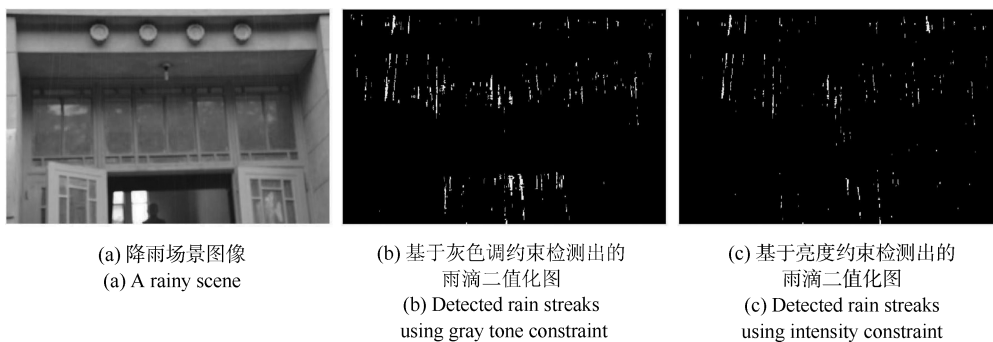 (a) 降雨场景图像
(a) A rainy scene
(b) 基于灰色调约束检测出的
雨滴二值化图
(b) Detected rain streaks
using gray tone constraint
(c) 基于亮度约束检测出的
雨滴二值化图
(c) Detected rain streaks
using intensity constraint